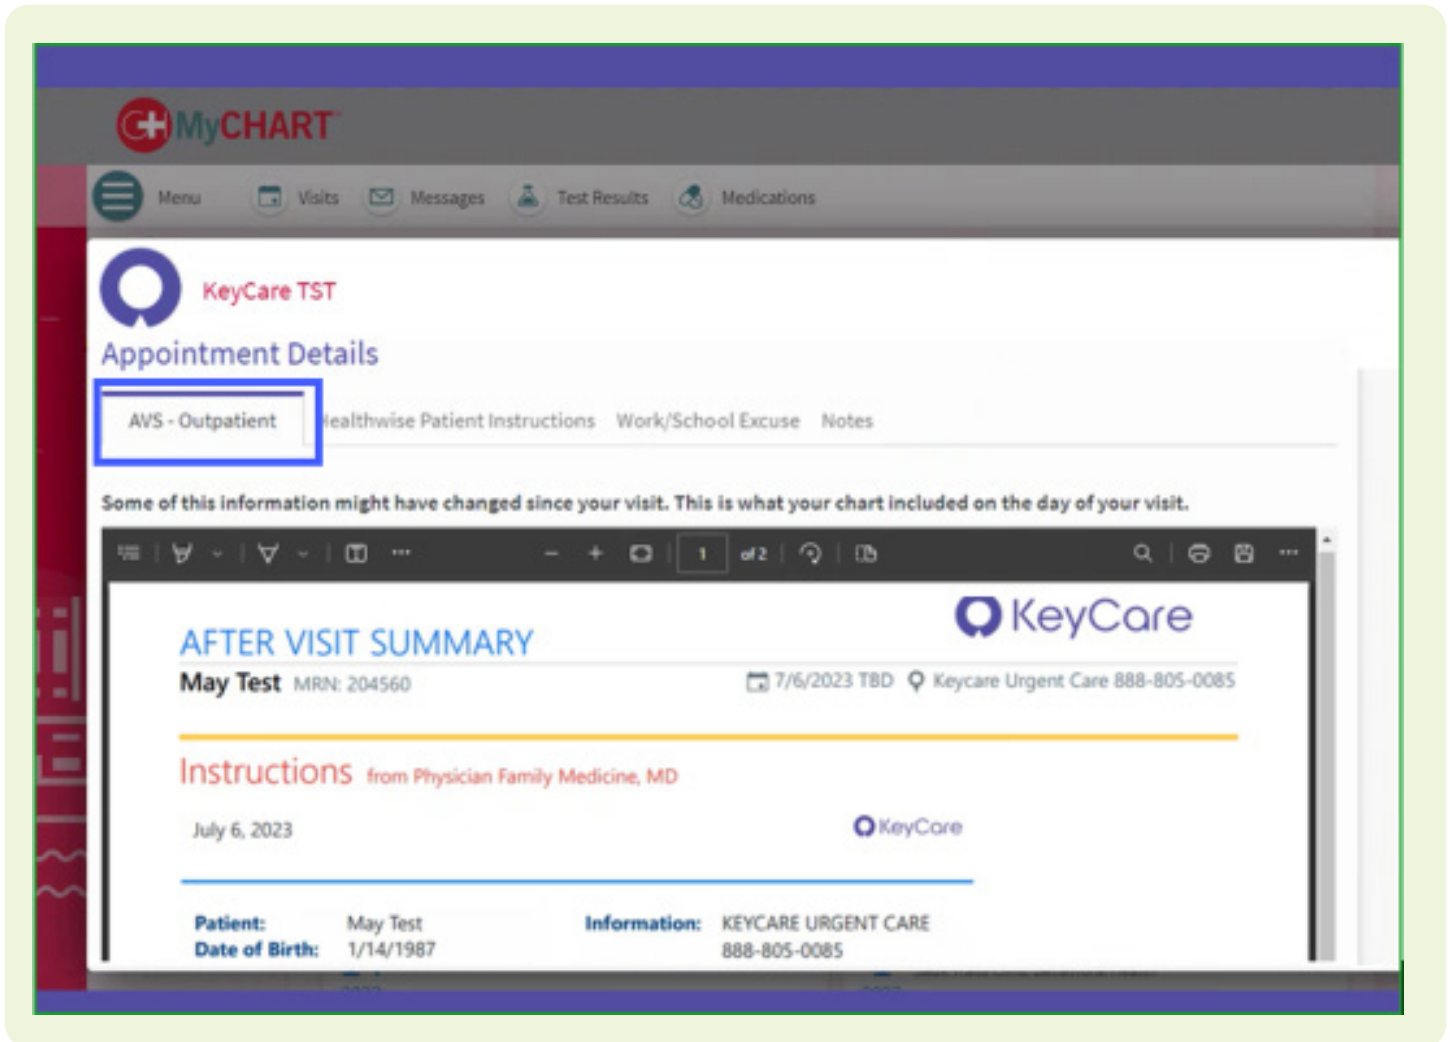 MyCHART
Menu Visits Messages Test Results Medications
KeyCare TST
Appointment Details
AVS - Outpatient ealthwise Patient Instructions Work/School Excuse Notes
Some of this information might have changed since your visit. This is what your chart included on the day of your visit.
1 of 2
KeyCare
AFTER VISIT SUMMARY
May Test MRN: 204560 7/6/2023 TBD Keycare Urgent Care 888-805-0085
Instructions from Physician Family Medicine, MD
July 6, 2023 KeyCare
Patient: May Test Information: KEYCARE URGENT CARE
Date of Birth: 1/14/1987 888-805-0085